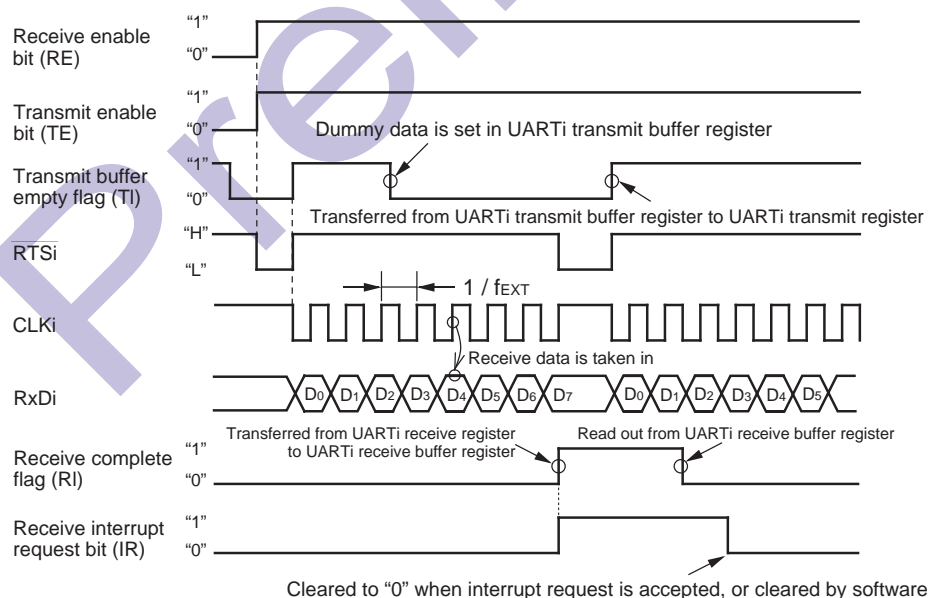 Receive enable
bit (RE)
“1”
“0”
Transmit enable
bit (TE)
“1”
“0”
Dummy data is set in UARTi transmit buffer register
Transmit buffer
empty flag (Tl)
“1”
“0”
Transferred from UARTi transmit buffer register to UARTi transmit register
RTSi
“H”
“L”
1 / fEXT
CLKi
Receive data is taken in
RxDi
D0 D1 D2 D3 D4 D5 D6 D7 D0 D1 D2 D3 D4 D5
Transferred from UARTi receive register
to UARTi receive buffer register
Read out from UARTi receive buffer register
Receive complete
flag (Rl)
“1”
“0”
Receive interrupt
request bit (IR)
“1”
“0”
Cleared to “0” when interrupt request is accepted, or cleared by software